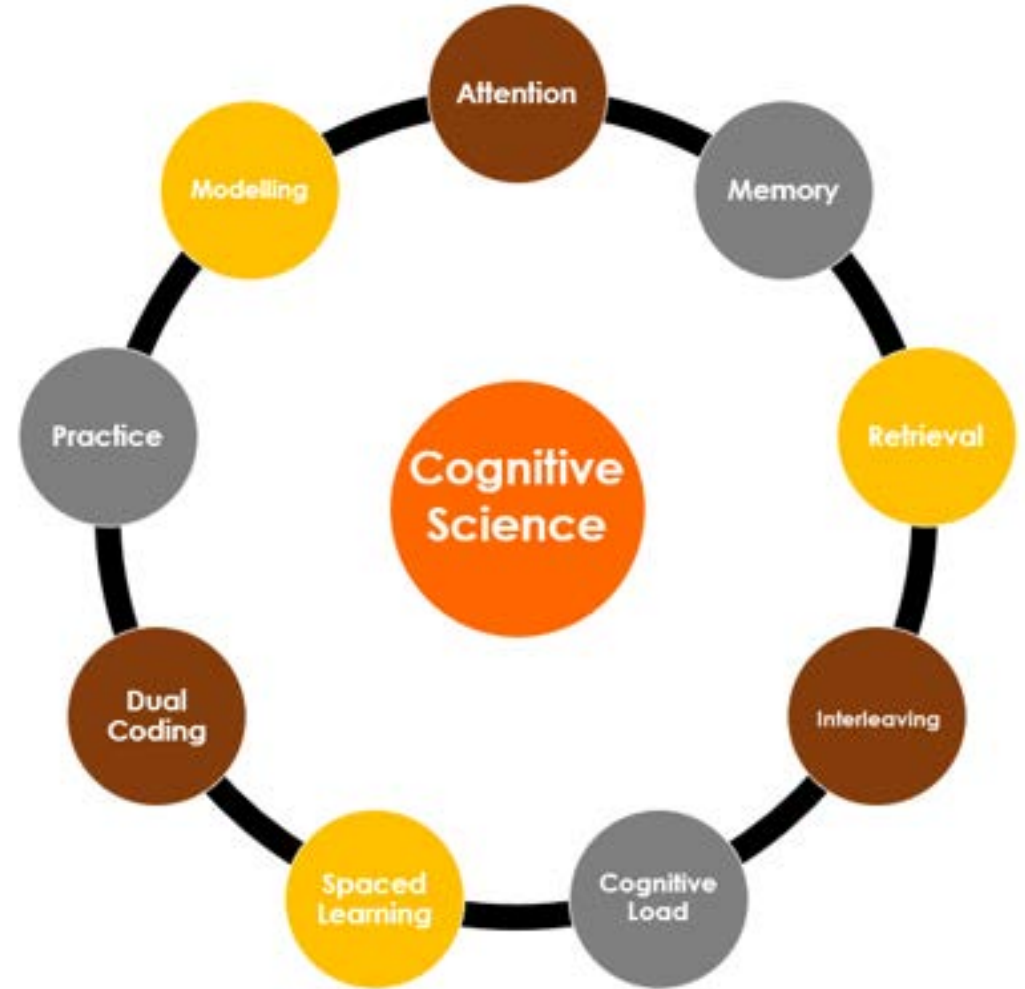 Attention
Memory
Retrieval
Interleaving
Cognitive
Load
Spaced
Learning
Dual
Coding
Practice
Modelling
Cognitive
Science